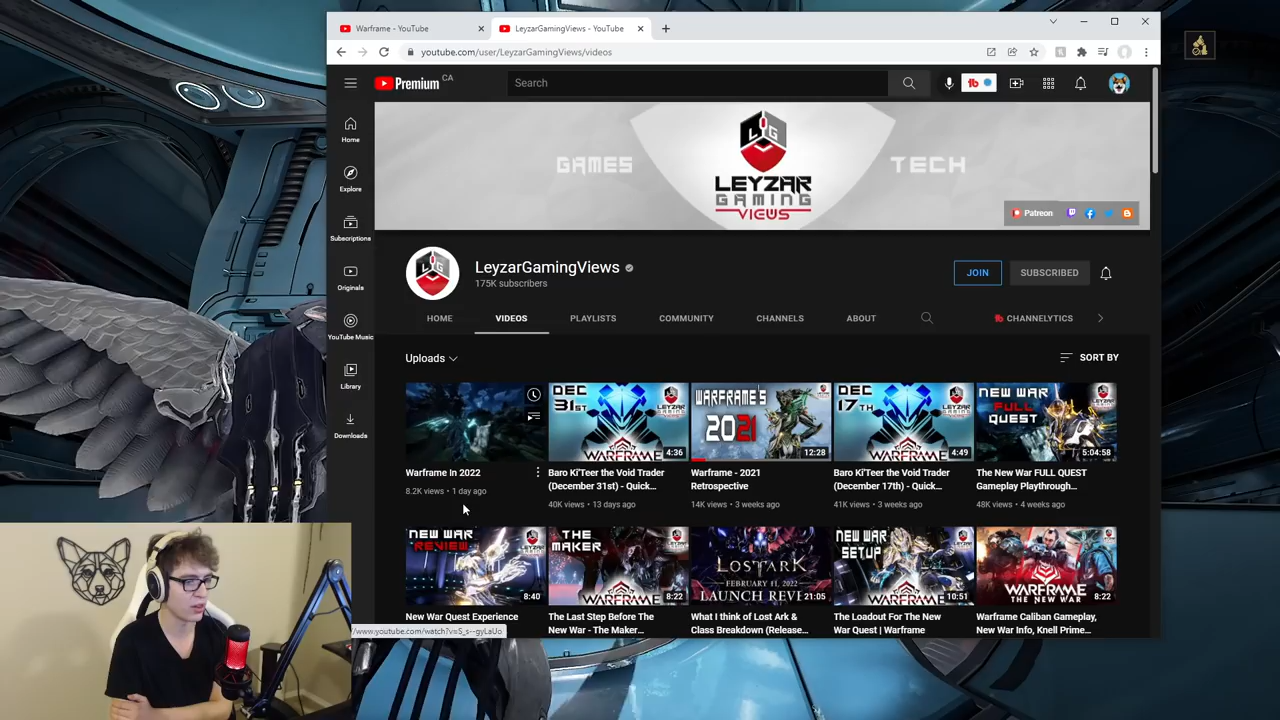 Warframe - YouTube
LeyzarGamingViews - YouTube
youtube.com/user/LeyzarGamingViews/videos
Premium CA
Search
Home
Explore
Subscriptions
Originals
YouTube Music
Library
Downloads
GAMES
LEYZAR
GAMING
VIEWS
TECH
Patreon
LeyzarGamingViews
175K subscribers
JOIN
SUBSCRIBED
HOME
VIDEOS
PLAYLISTS
COMMUNITY
CHANNELS
ABOUT
CHANNELYTICS
Uploads
SORT BY
Warframe In 2022
8.2K views • 1 day ago
DEC
31ST
WARFRAME
4:36
Baro Ki'Teer the Void Trader
(December 31st) - Quick...
40K views • 13 days ago
WARFRAME'S
2021
12:28
Warframe - 2021
Retrospective
14K views • 3 weeks ago
DEC
17TH
WARFRAME
4:49
Baro Ki'Teer the Void Trader
(December 17th) - Quick...
41K views • 3 weeks ago
NEW WAR
FULL
QUEST
5:04:58
The New War FULL QUEST
Gameplay Playthrough...
48K views • 4 weeks ago
NEW WAR
REVIEW
8:40
New War Quest Experience
THE
MAKER
WARFRAME
8:22
The Last Step Before The
New War - The Maker...
LOST ARK
FEBRUARY 11, 2022
LAUNCH REVI
21:05
What I think of Lost Ark &
Class Breakdown (Release...
NEW WAR
SETUP
WARFRAME
10:51
The Loadout For The New
War Quest | Warframe
WARFRAME
THE NEW WAR
8:22
Warframe Caliban Gameplay,
New War Info, Knell Prime...
//www.youtube.com/watch?v=S_s--gyLaUo